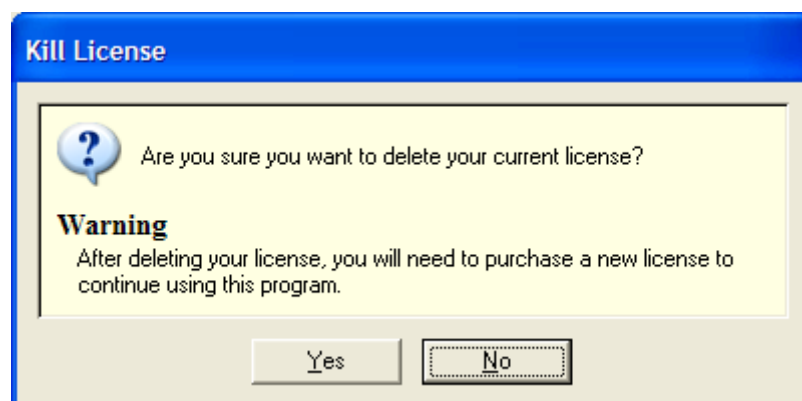 Kill License
Are you sure you want to delete your current license?
Warning
After deleting your license, you will need to purchase a new license to
continue using this program.
Yes No